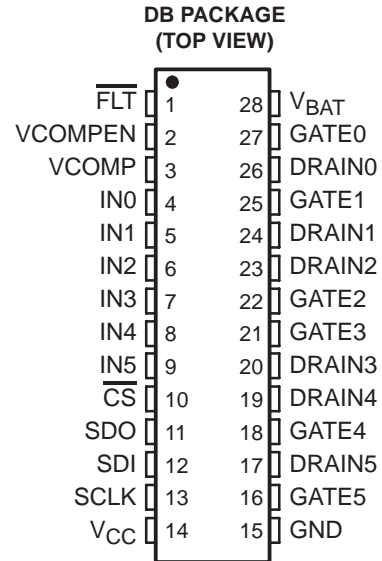 DB PACKAGE
(TOP VIEW)
FLT 1 28 VBAT
VCOMPEN 2 27 GATE0
VCOMP 3 26 DRAIN0
IN0 4 25 GATE1
IN1 5 24 DRAIN1
IN2 6 23 DRAIN2
IN3 7 22 GATE2
IN4 8 21 GATE3
IN5 9 20 DRAIN3
CS 10 19 DRAIN4
SDO 11 18 GATE4
SDI 12 17 DRAIN5
SCLK 13 16 GATE5
VCC 14 15 GND